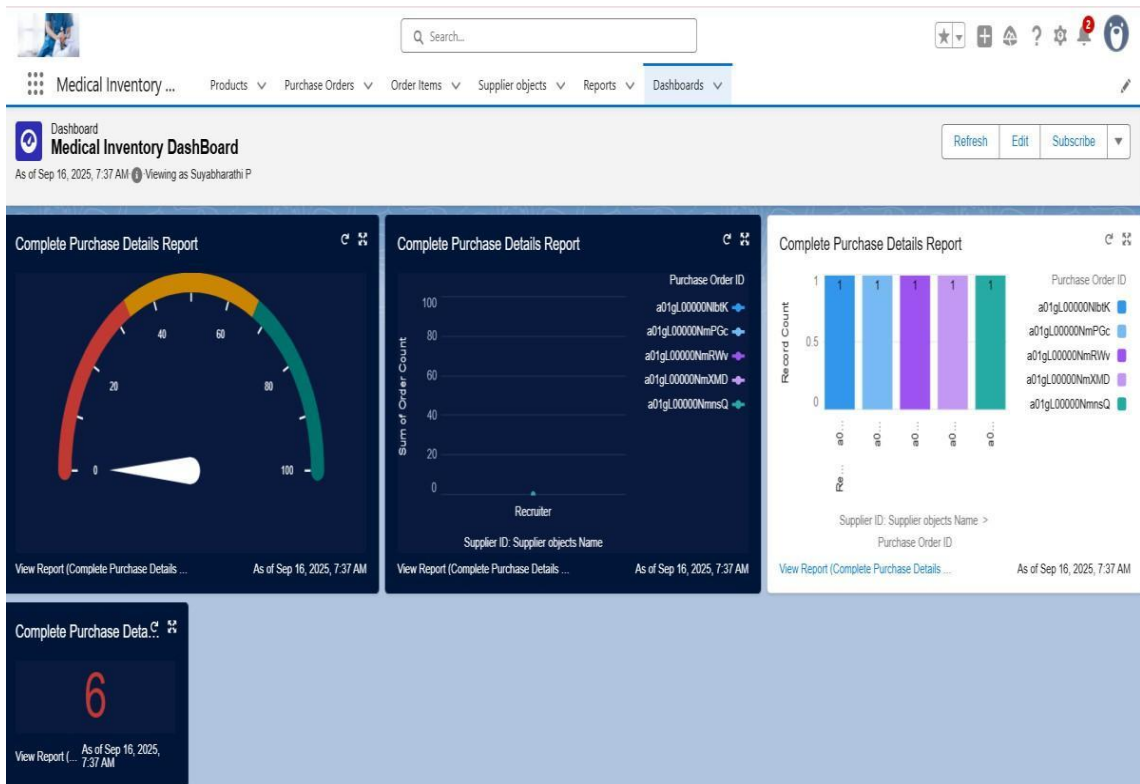 Search...
2
Medical Inventory ...
Products
Purchase Orders
Order Items
Supplier objects
Reports
Dashboards
Dashboard
Medical Inventory DashBoard
As of Sep 16, 2025, 7:37 AM Viewing as Suyabharathi P
Refresh
Edit
Subscribe
Complete Purchase Details Report
0
20
40
60
80
100
View Report (Complete Purchase Details ...
As of Sep 16, 2025, 7:37 AM
Complete Purchase Details Report
Purchase Order ID
a01gL00000NlbtK
a01gL00000NmPGc
a01gL00000NmRWv
a01gL00000NmXMD
a01gL00000NmnsQ
Sum of Order Count
100
80
60
40
20
0
Recruiter
Supplier ID: Supplier objects Name
View Report (Complete Purchase Details ...
As of Sep 16, 2025, 7:37 AM
Complete Purchase Details Report
Purchase Order ID
a01gL00000NlbtK
a01gL00000NmPGc
a01gL00000NmRWv
a01gL00000NmXMD
a01gL00000NmnsQ
Record Count
1
0.5
0
1 1 1 1 1
a0... a0... a0... a0... a0...
Re...
Supplier ID: Supplier objects Name >
Purchase Order ID
View Report (Complete Purchase Details ...
As of Sep 16, 2025, 7:37 AM
Complete Purchase Deta...
6
View Report (...
As of Sep 16, 2025,
7:37 AM